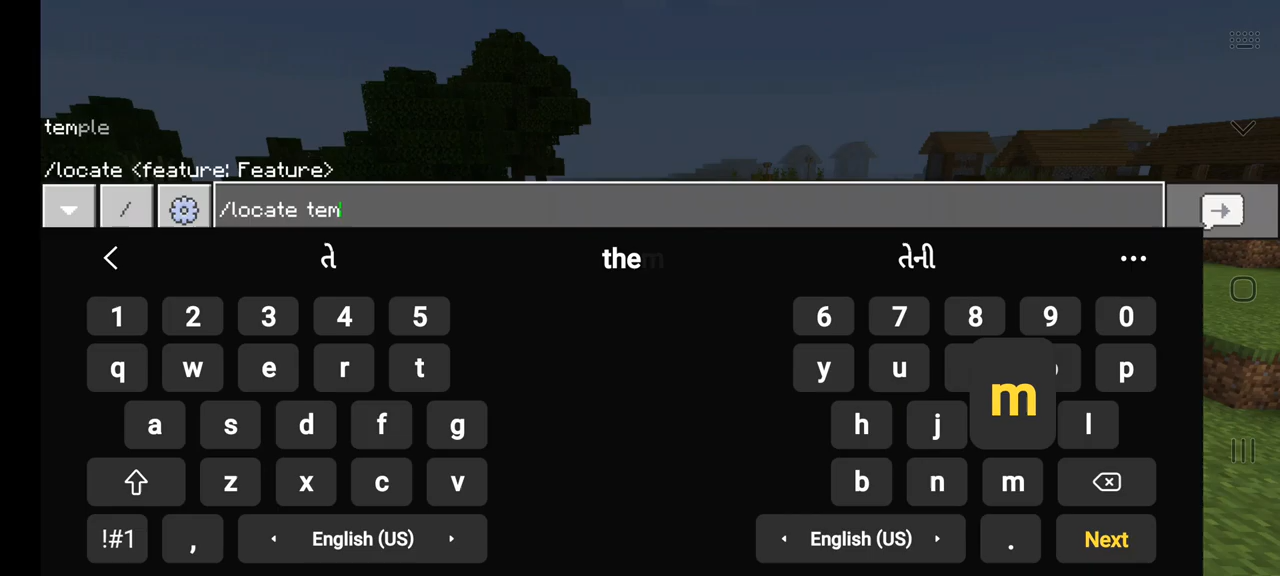 temple
/locate <feature: Feature>
/ /locate tem
તે them તેની ...
1 2 3 4 5 6 7 8 9 0
q w e r t y u p
m
a s d f g h j l
z x c v b n m
!#1 , English (US) English (US) . Next